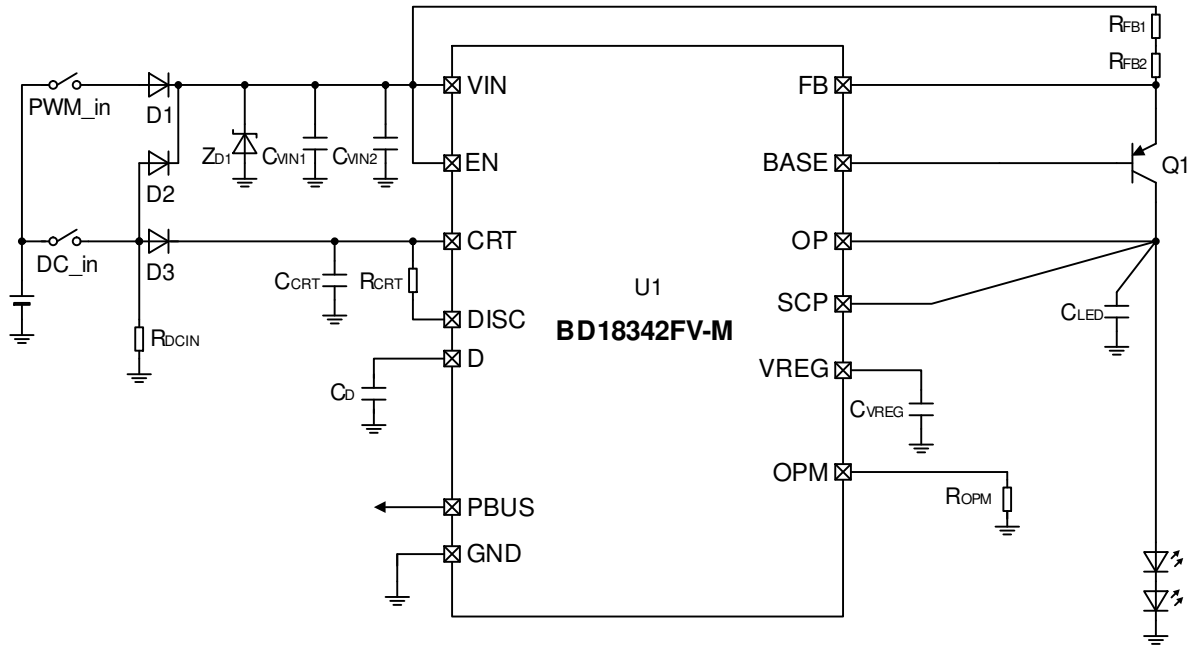 RFB1
RFB2
PWM_in
D1
D2
DC_in
D3
RDCIN
ZD1
CVIN1
CVIN2
CCRT
RCRT
CD
VIN
EN
CRT
DISC
D
PBUS
GND
U1
BD18342FV-M
FB
BASE
OP
SCP
VREG
OPM
Q1
CLED
CVREG
ROPM